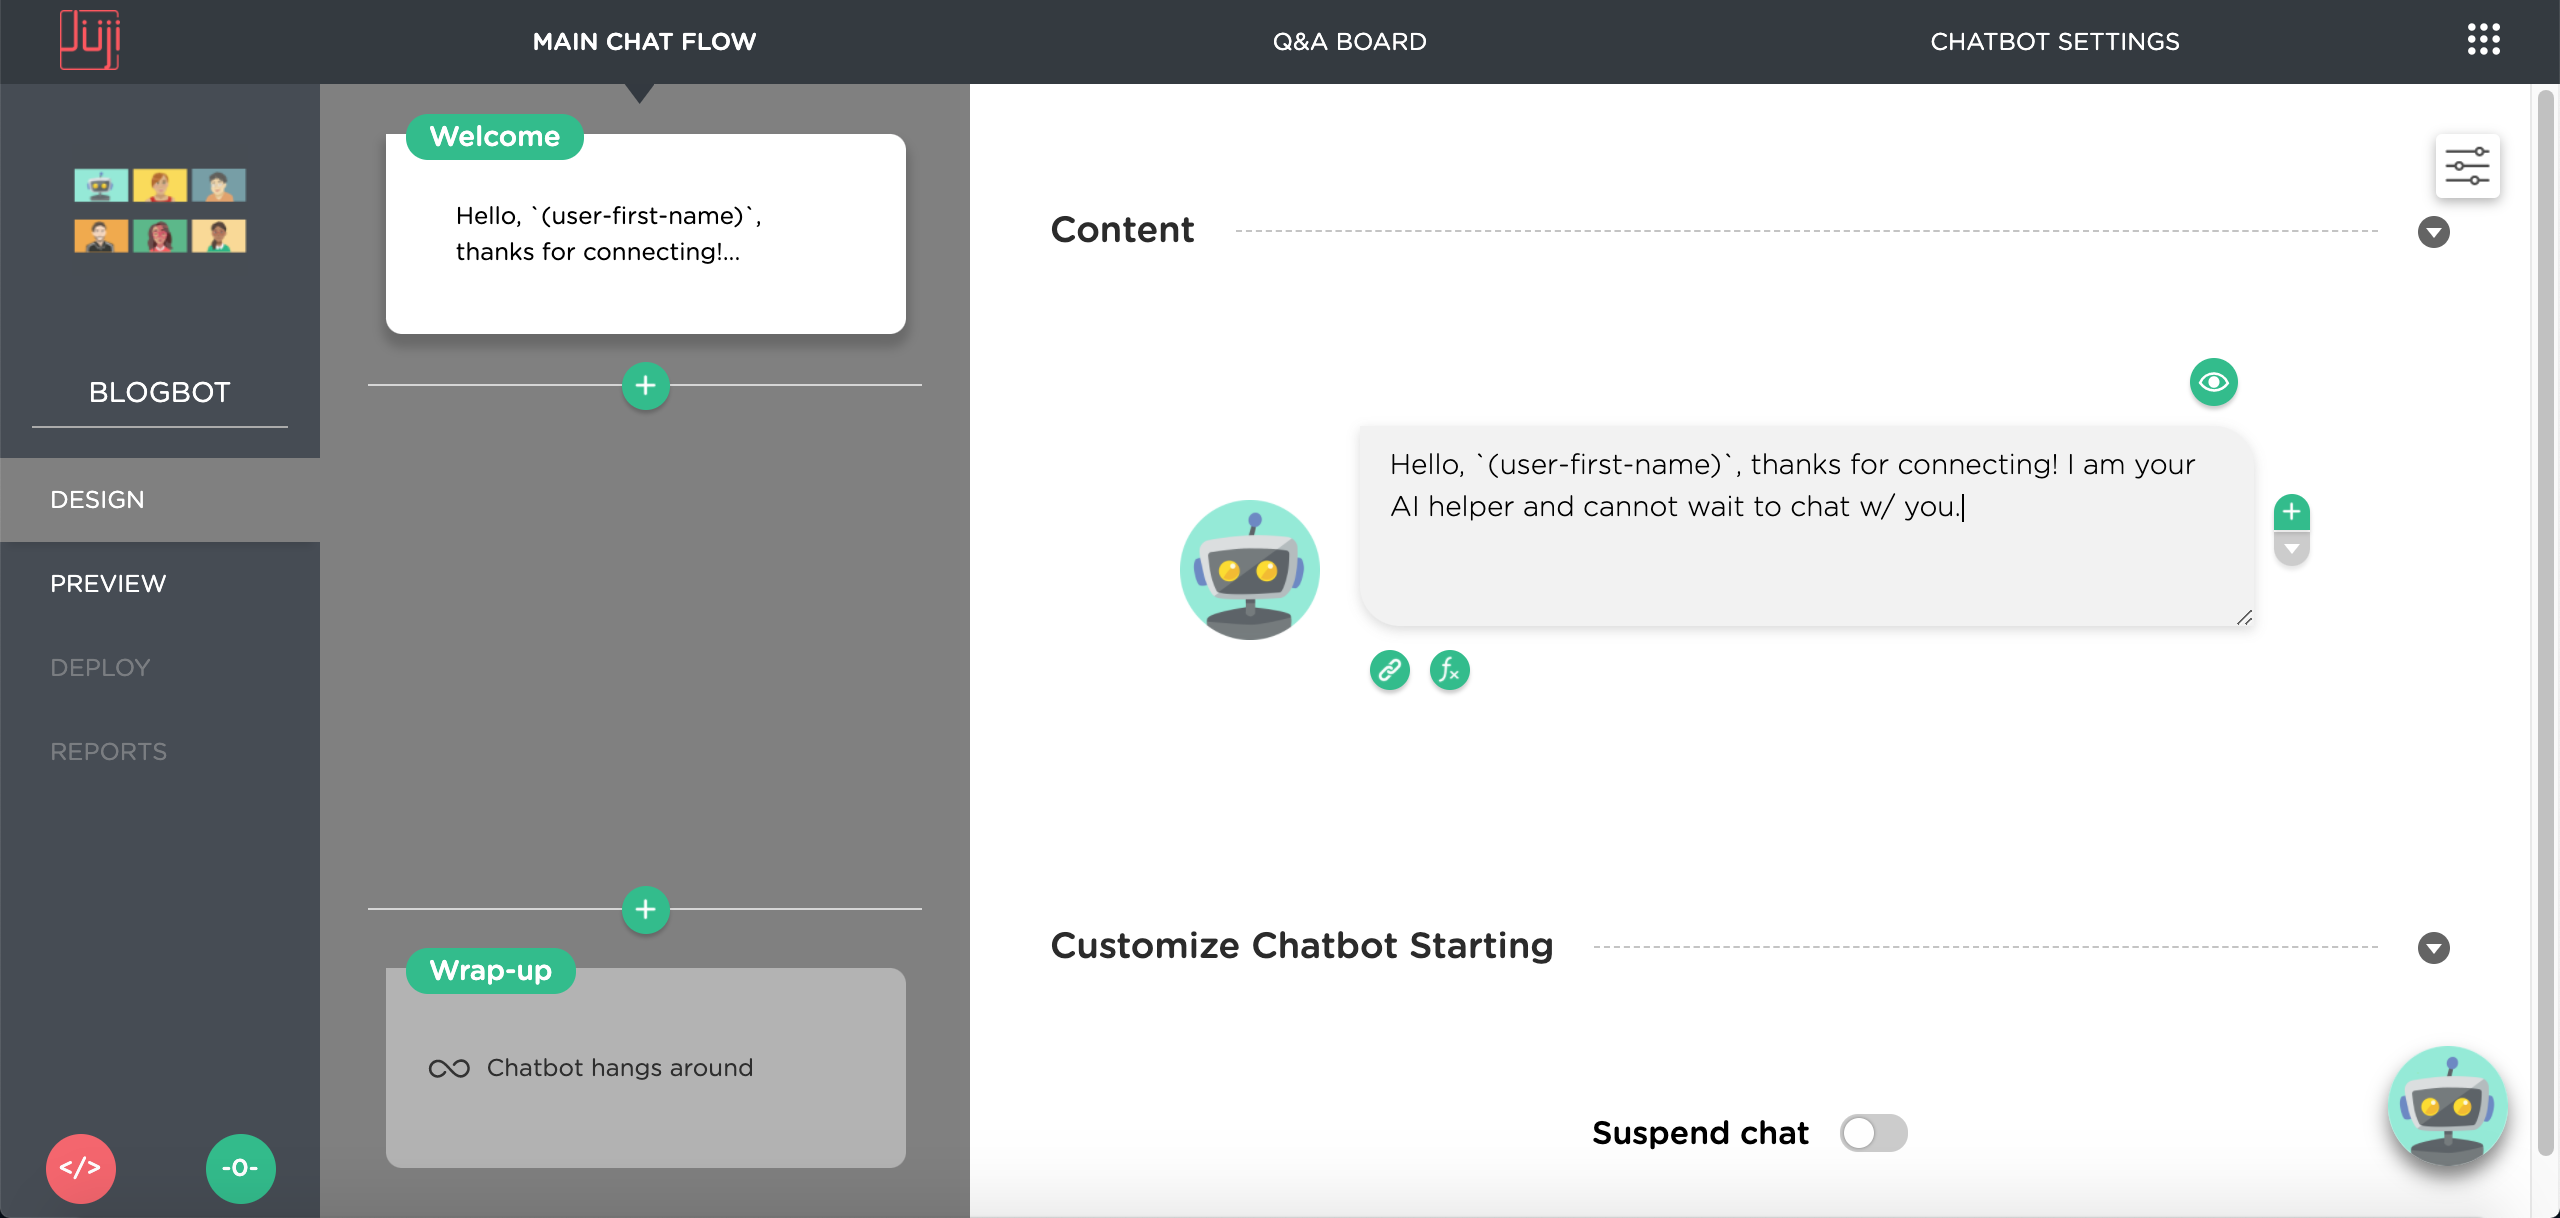 Juji
MAIN CHAT FLOW
Q&A BOARD
CHATBOT SETTINGS
BLOGBOT
DESIGN
PREVIEW
DEPLOY
REPORTS
</>
-0-
Welcome
Hello, `(user-first-name)`,
thanks for connecting!...
+
+
Wrap-up
Chatbot hangs around
Content
Hello, `(user-first-name)`, thanks for connecting! I am your
AI helper and cannot wait to chat w/ you.
+
fx
Customize Chatbot Starting
Suspend chat